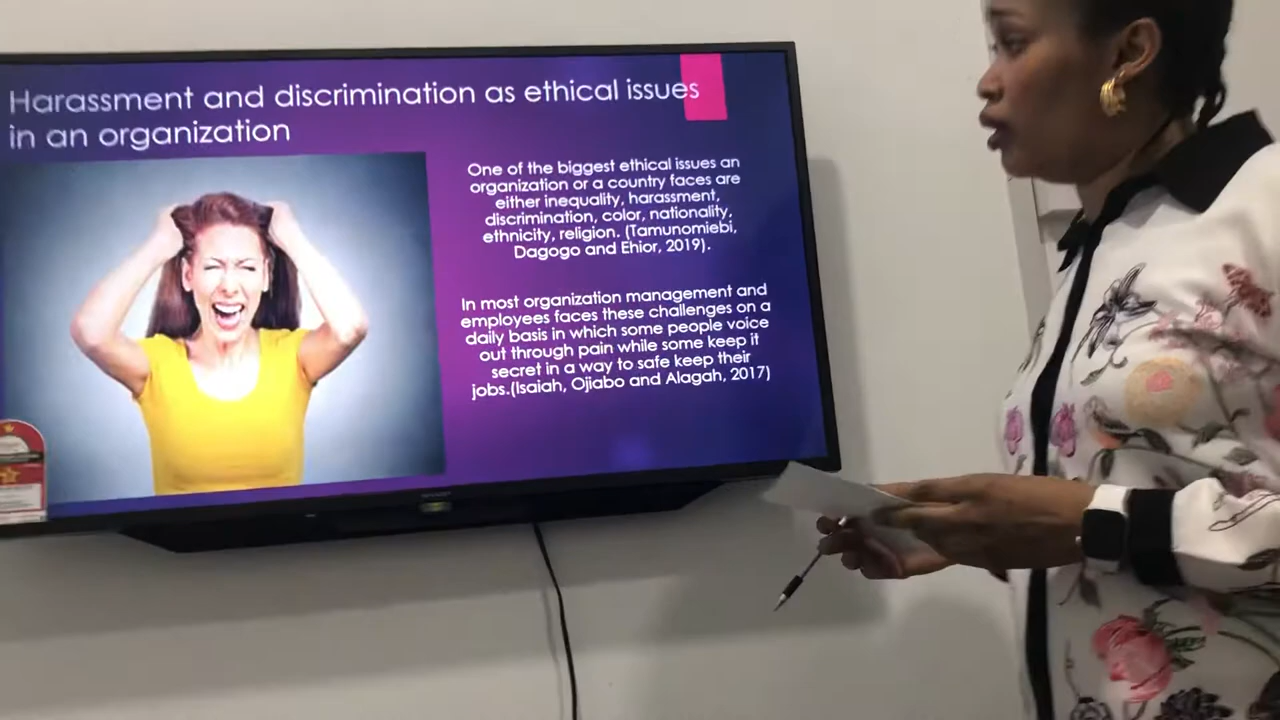 Harassment and discrimination as ethical issues
in an organization
One of the biggest ethical issues an
organization or a country faces are
either inequality, harassment,
discrimination, color, nationality,
ethnicity, religion. (Tamunomiebi,
Dagogo and Ehior, 2019).
In most organization management and
employees faces these challenges on a
daily basis in which some people voice
out through pain while some keep it
secret in a way to safe keep their
jobs.(Isaiah, Ojiabo and Alagah, 2017)